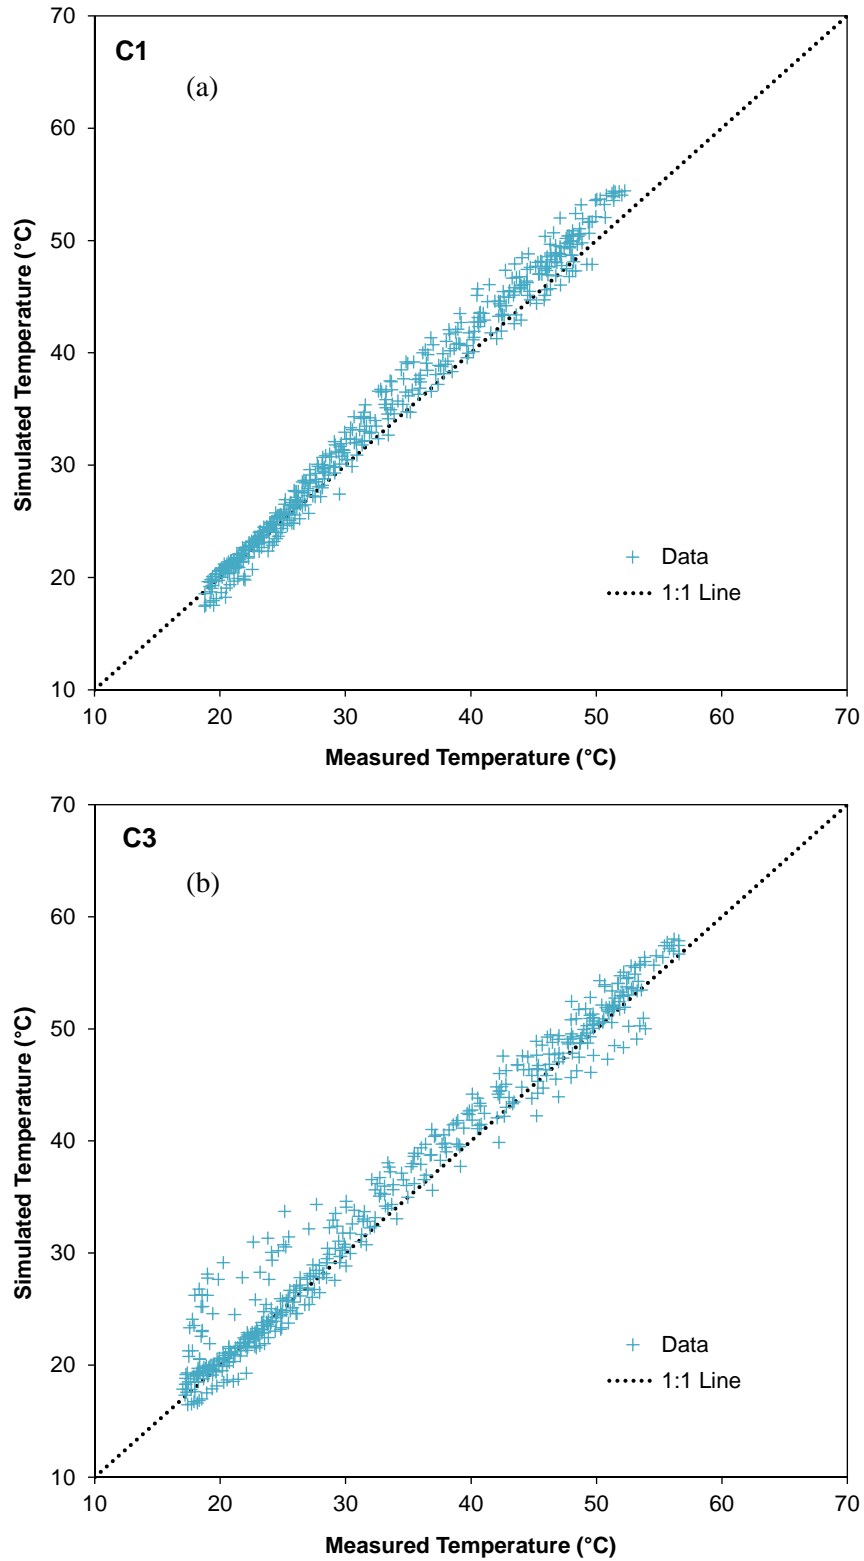 70
C1
(a)
60
50
40
30
20
10
Simulated Temperature (°C)
Data
1:1 Line
10 20 30 40 50 60 70
Measured Temperature (°C)
70
C3
(b)
60
50
40
30
20
10
Simulated Temperature (°C)
Data
1:1 Line
10 20 30 40 50 60 70
Measured Temperature (°C)